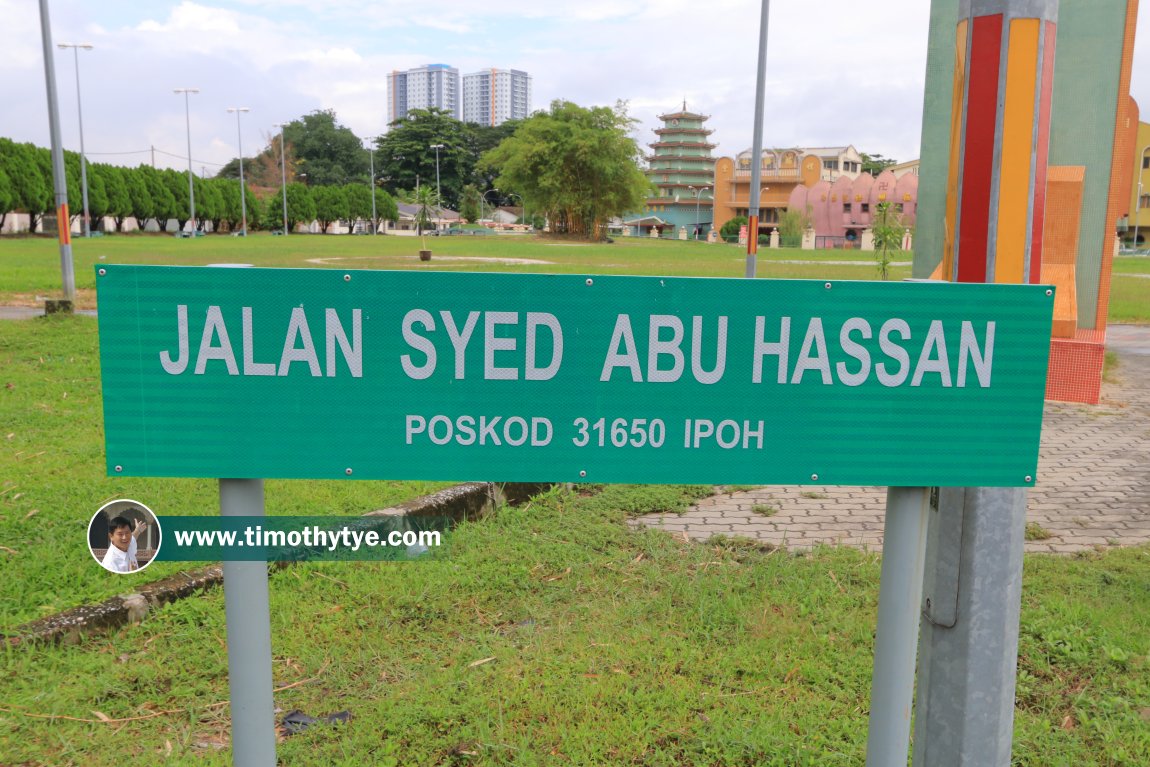 JALAN SYED ABU HASSAN
POSKOD 31650 IPOH
www.timothytye.com